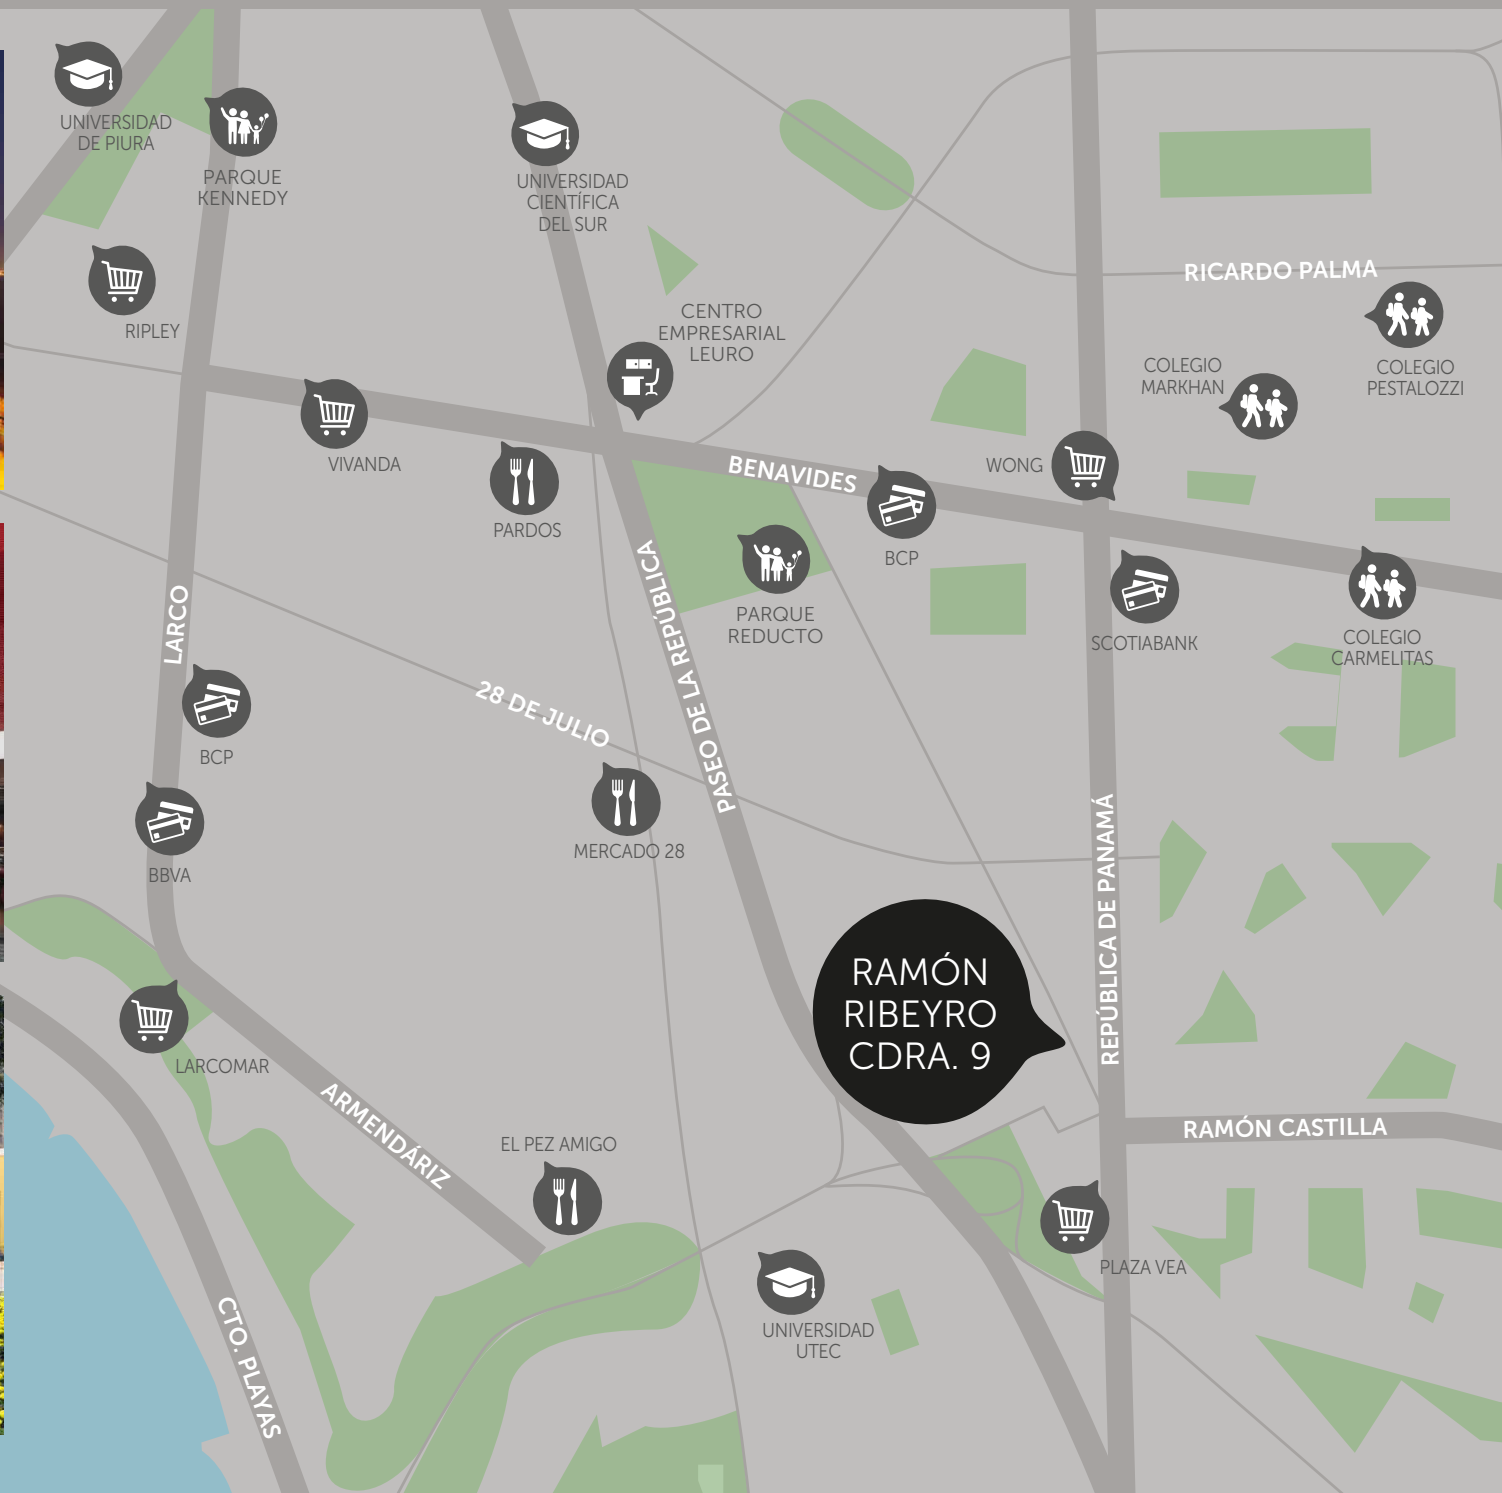 UNIVERSIDAD
DE PIURA
PARQUE
KENNEDY
UNIVERSIDAD
CIENTÍFICA
DEL SUR
RICARDO PALMA
RIPLEY
CENTRO
EMPRESARIAL
LEURO
COLEGIO
MARKHAN
COLEGIO
PESTALOZZI
VIVANDA
BENAVIDES
WONG
PARDOS
BCP
PARQUE
REDUCTO
SCOTIABANK
COLEGIO
CARMELITAS
LARCO
PASEO DE LA REPÚBLICA
28 DE JULIO
BCP
MERCADO 28
BBVA
REPÚBLICA DE PANAMÁ
RAMÓN
RIBEYRO
CDRA. 9
LARCOMAR
ARMENDÁRIZ
EL PEZ AMIGO
RAMÓN CASTILLA
PLAZA VEA
UNIVERSIDAD
UTEC
CTO. PLAYAS